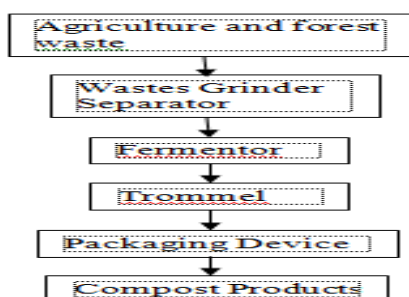 Agriculture and forest
waste
Wastes Grinder
Separator
Fermentor
Trommel
Packaging Device
Compost Products